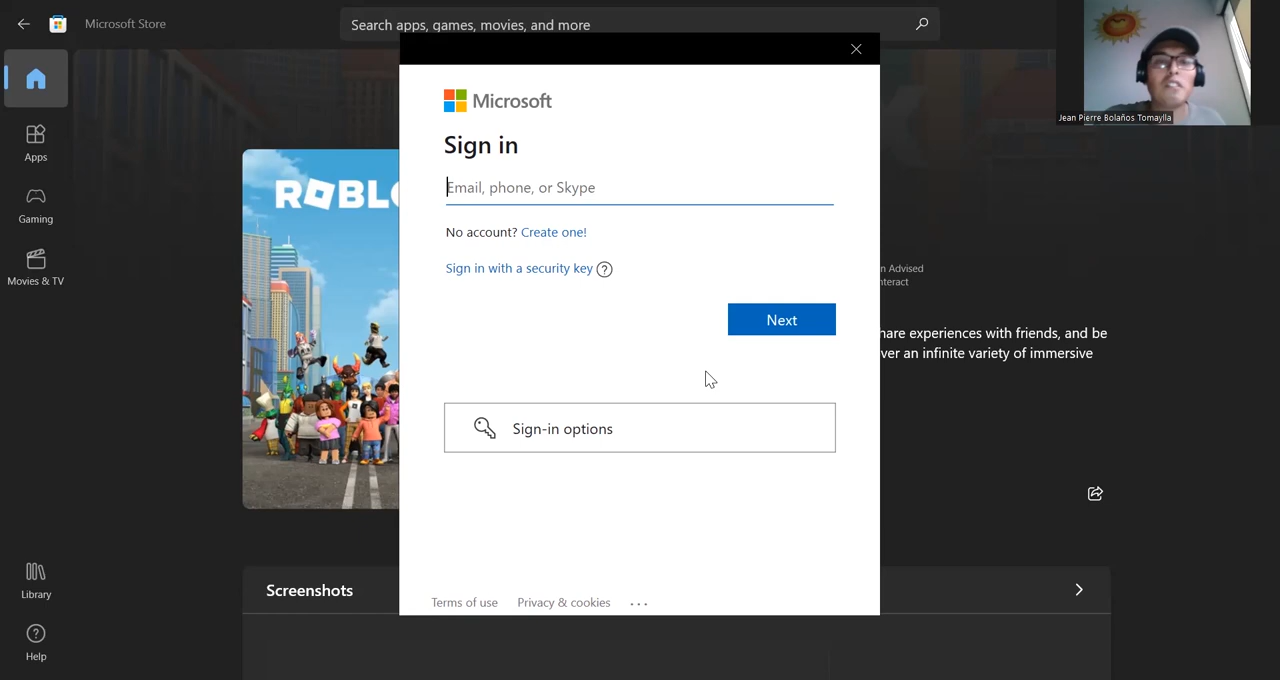 Microsoft Store
Search apps, games, movies, and more
Jean Pierre Bolaños Tomaylla
Apps
Gaming
Movies & TV
Library
Help
ROBLO
Microsoft
Sign in
Email, phone, or Skype
No account? Create one!
Sign in with a security key ?
Next
Sign-in options
Terms of use Privacy & cookies ...
n Advised
nteract
hare experiences with friends, and be
ver an infinite variety of immersive
Screenshots